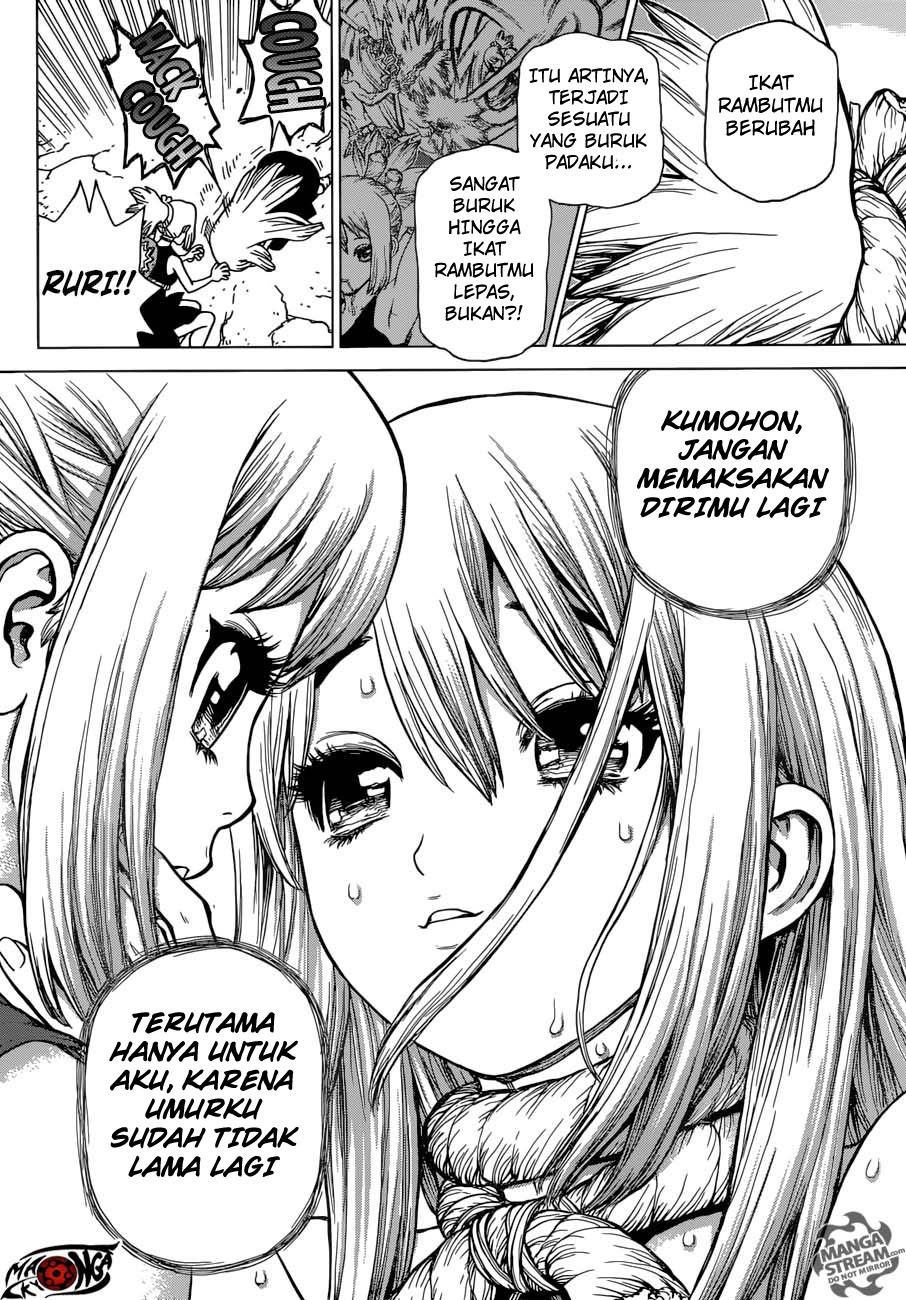 IKAT
RAMBUTMU
BERUBAH
ITU ARTINYA,
TERJADI
SESUATU
YANG BURUK
PADAKU...
SANGAT
BURUK
HINGGA
IKAT
RAMBUTMU
LEPAS,
BUKAN?!
COUGH
HACK
COUGH
RURI!!
KUMOHON,
JANGAN
MEMAKSAKAN
DIRIMU LAGI
TERUTAMA
HANYA UNTUK
AKU, KARENA
UMURKU
SUDAH TIDAK
LAMA LAGI
MANGA
STREAM.com
DO NOT MIRROR